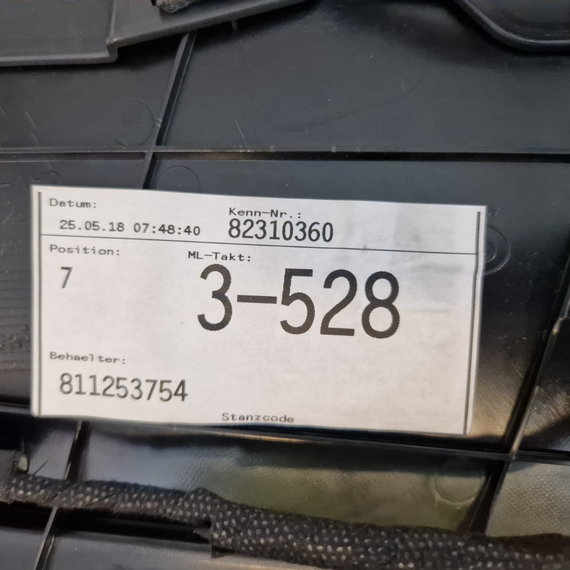 Datum:
25.05.18 07:48:40
Kenn-Nr.:
82310360
Position:
7
ML-Takt:
3-528
Behaelter:
811253754
Stanzcode